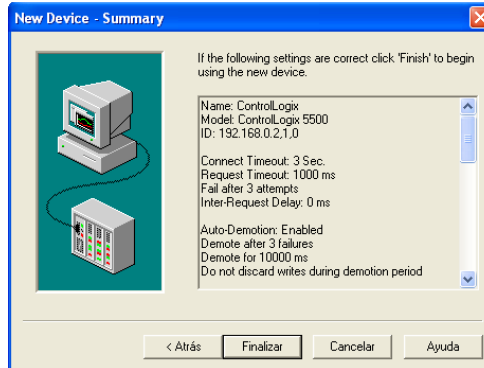 New Device - Summary
If the following settings are correct click 'Finish' to begin
using the new device.
Name: ControlLogix
Model: ControlLogix 5500
ID: 192.168.0.2,1,0
Connect Timeout: 3 Sec.
Request Timeout: 1000 ms
Fail after 3 attempts
Inter-Request Delay: 0 ms
Auto-Demotion: Enabled
Demote after 3 failures
Demote for 10000 ms
Do not discard writes during demotion period
< Atrás Finalizar Cancelar Ayuda